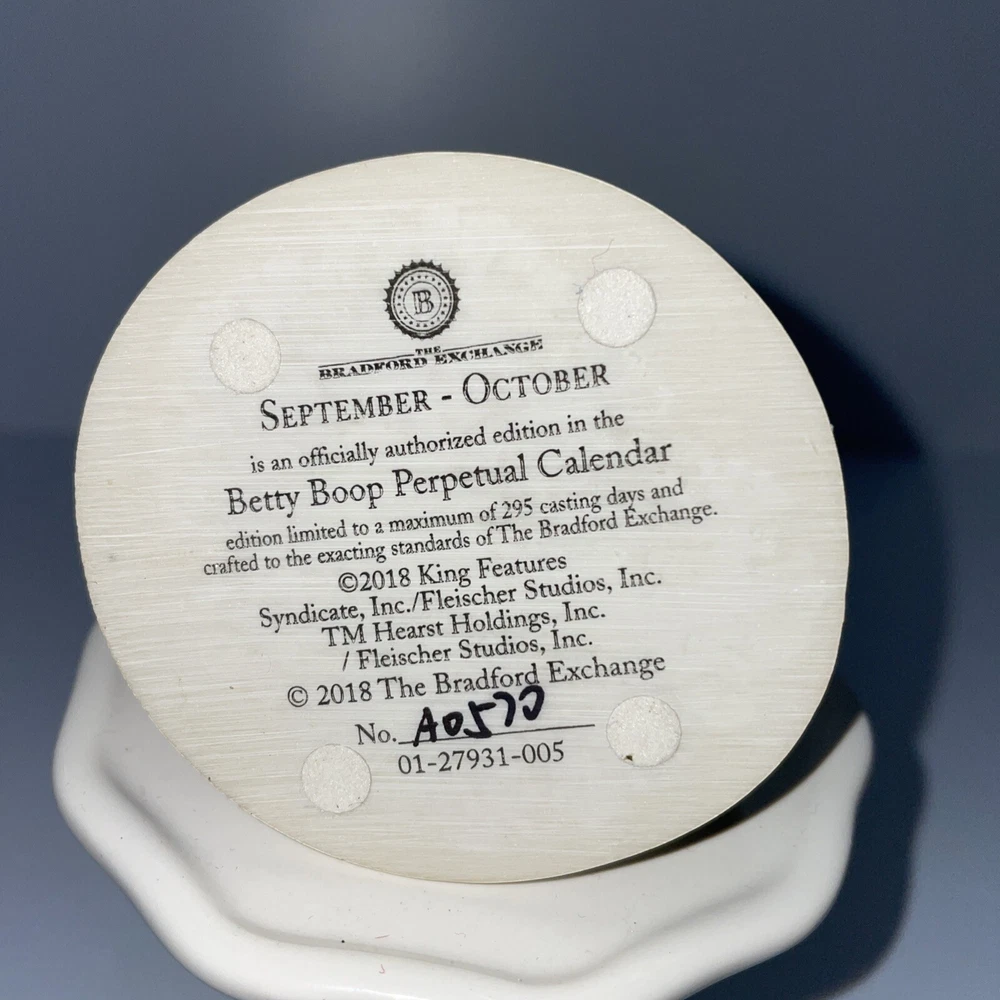 B
THE
BRADFORD EXCHANGE
SEPTEMBER - OCTOBER
is an officially authorized edition in the
Betty Boop Perpetual Calendar
edition limited to a maximum of 295 casting days and
crafted to the exacting standards of The Bradford Exchange.
©2018 King Features
Syndicate, Inc./Fleischer Studios, Inc.
TM Hearst Holdings, Inc.
/ Fleischer Studios, Inc.
© 2018 The Bradford Exchange
No. A0570
01-27931-005